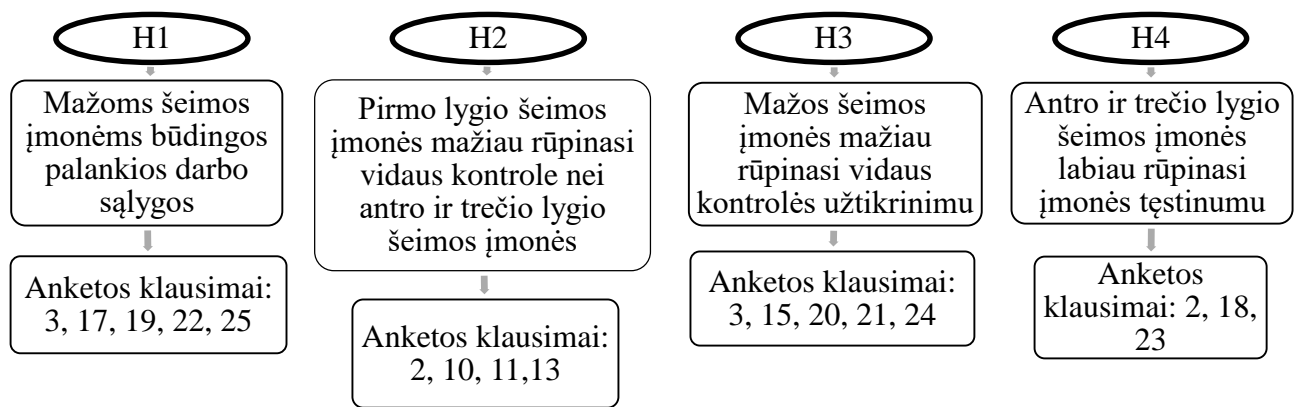 H1
Mažoms šeimos
įmonėms būdingos
palankios darbo
sąlygos
Anketos klausimai:
3, 17, 19, 22, 25
H2
Pirmo lygio šeimos
įmonės mažiau rūpinasi
vidaus kontrole nei
antro ir trečio lygio
šeimos įmonės
Anketos klausimai:
2, 10, 11,13
H3
Mažos šeimos
įmonės mažiau
rūpinasi vidaus
kontrolės užtikrinimu
Anketos klausimai:
3, 15, 20, 21, 24
H4
Antro ir trečio lygio
šeimos įmonės
labiau rūpinasi
įmonės tęstinumu
Anketos
klausimai: 2, 18,
23